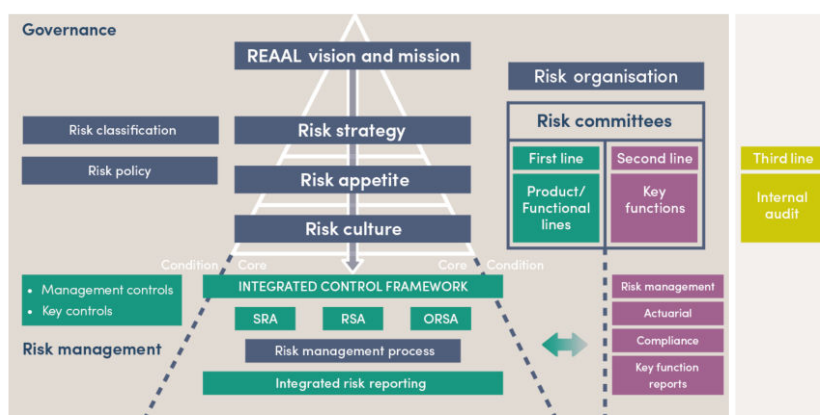 Governance
REAAL vision and mission
Risk organisation
Risk classification
Risk strategy
Risk committees
Risk policy
First line
Second line
Third line
Risk appetite
Product/
Functional
lines
Key
functions
Internal
audit
Risk culture
Condition
Core
Core
Condition
• Management controls
• Key controls
INTEGRATED CONTROL FRAMEWORK
Risk management
SRA
RSA
ORSA
Actuarial
Risk management
Risk management process
Compliance
Integrated risk reporting
Key function
reports